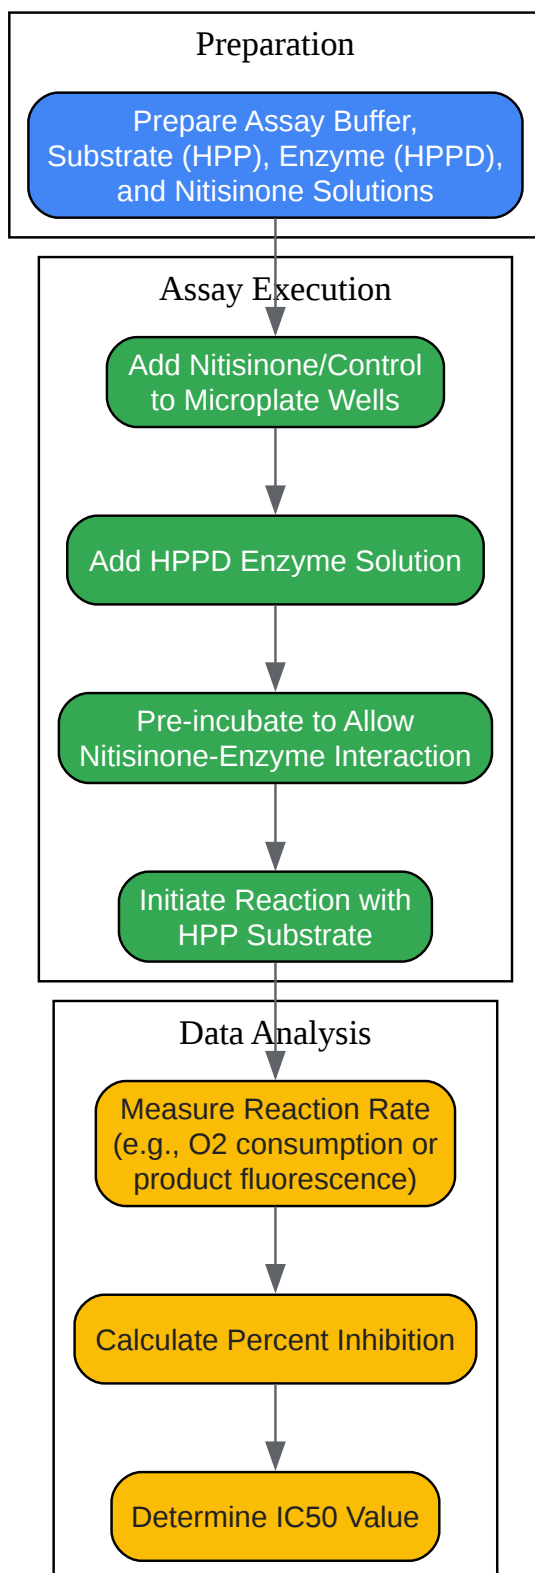 Preparation
Prepare Assay Buffer,
Substrate (HPP), Enzyme (HPPD),
and Nitisinone Solutions
Assay Execution
Add Nitisinone/Control
to Microplate Wells
Add HPPD Enzyme Solution
Pre-incubate to Allow
Nitisinone-Enzyme Interaction
Initiate Reaction with
HPP Substrate
Data Analysis
Measure Reaction Rate
(e.g., O2 consumption or
product fluorescence)
Calculate Percent Inhibition
Determine IC50 Value